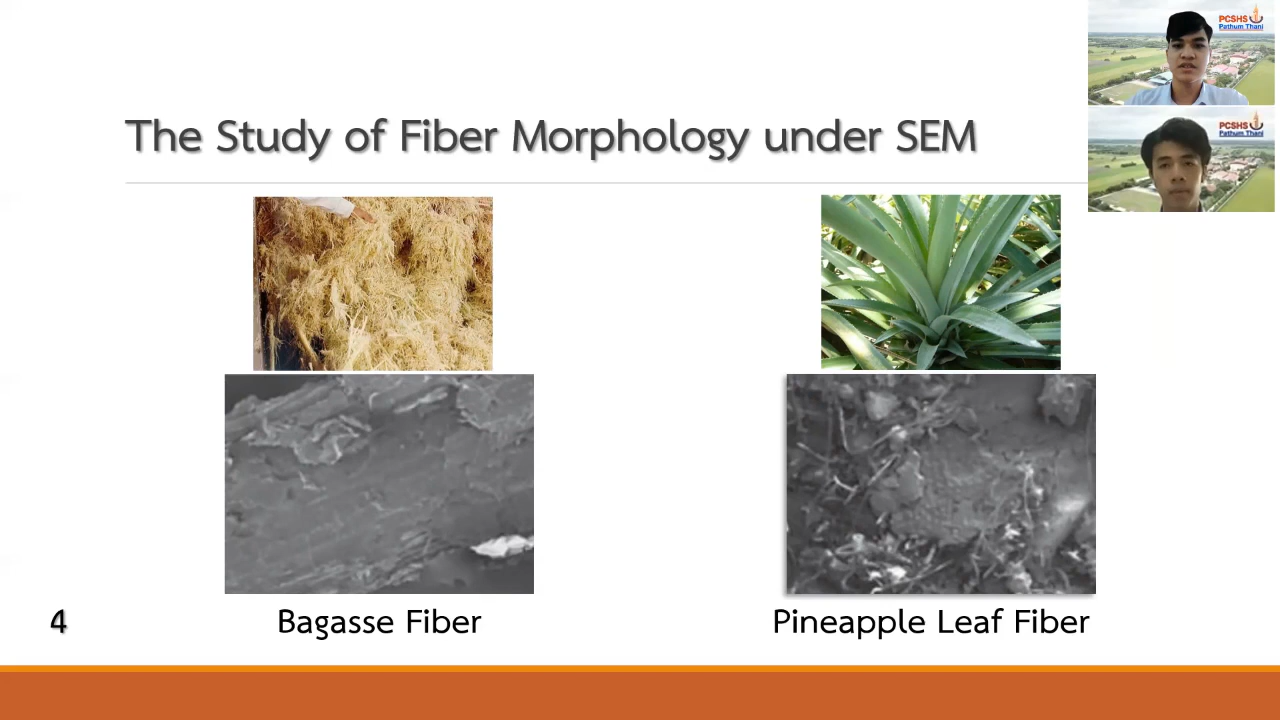 PCSHS
Pathum Thani
The Study of Fiber Morphology under SEM
PCSHS
Pathum Thani
4
Bagasse Fiber
Pineapple Leaf Fiber